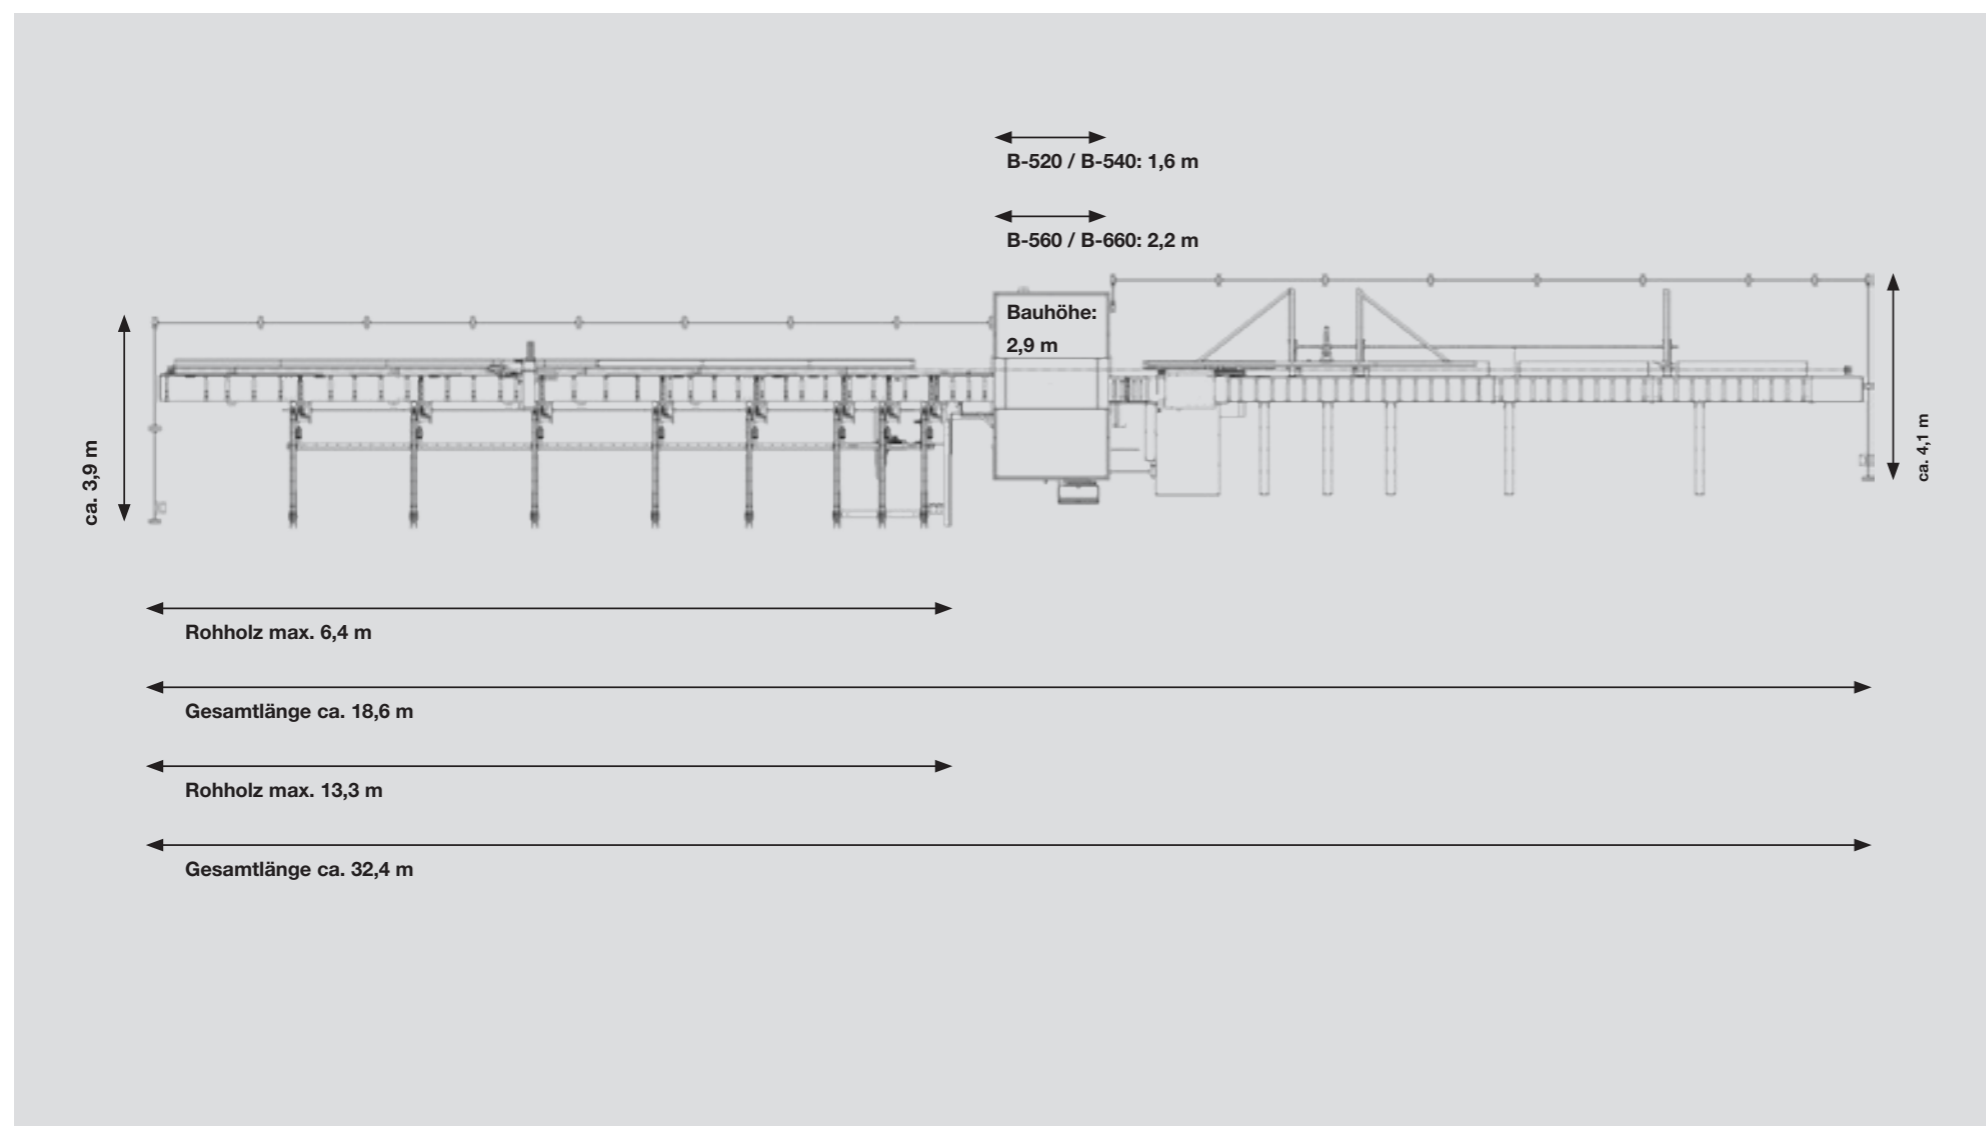 B-520 / B-540: 1,6 m
B-560 / B-660: 2,2 m
Bauhöhe:
2,9 m
ca. 3,9 m
ca. 4,1 m
Rohholz max. 6,4 m
Gesamtlänge ca. 18,6 m
Rohholz max. 13,3 m
Gesamtlänge ca. 32,4 m